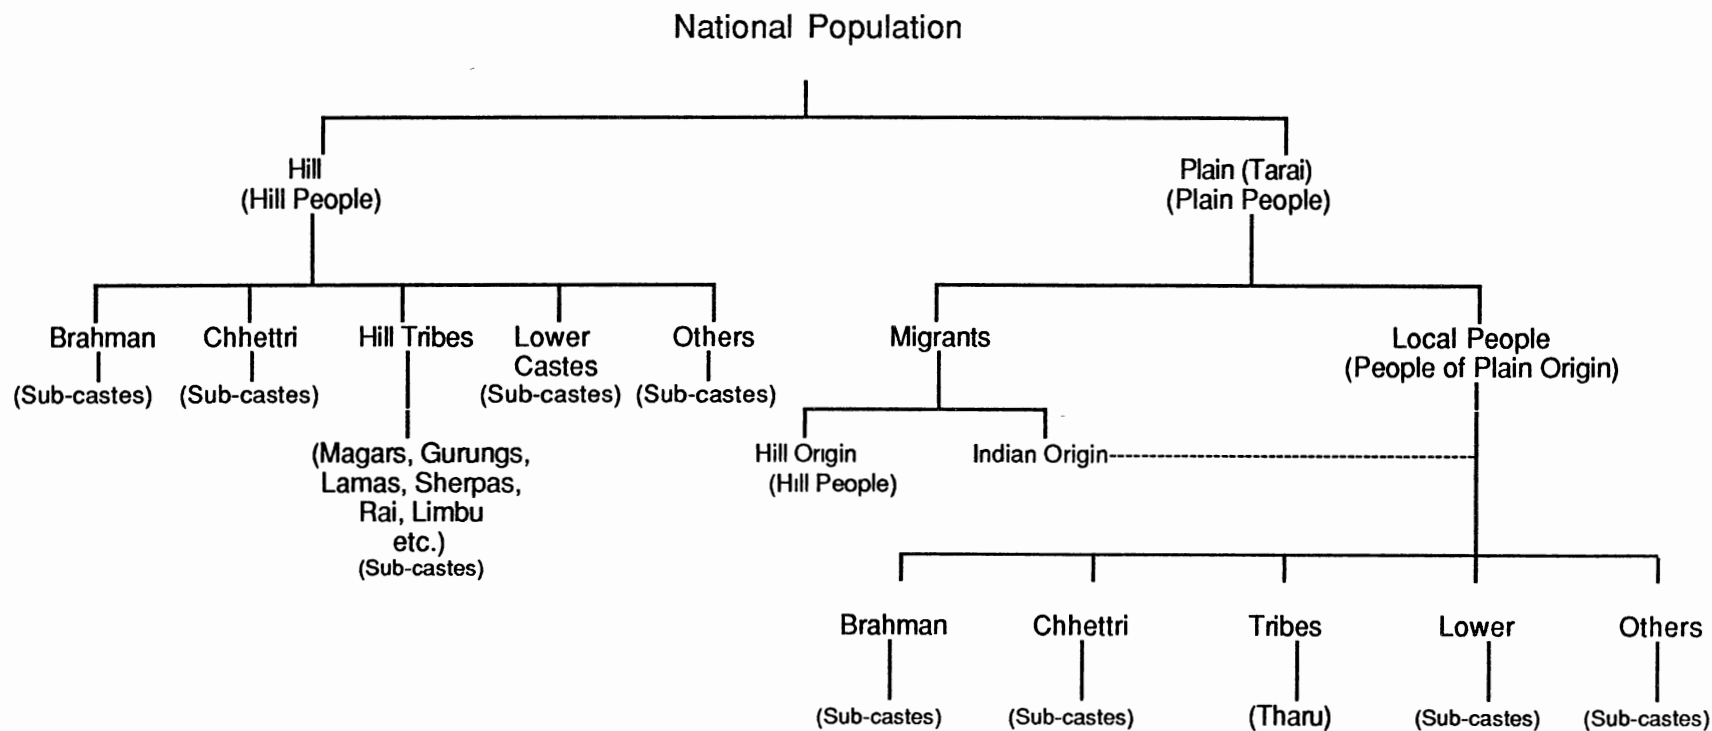 National Population
Hill
(Hill People)
Plain (Tarai)
(Plain People)
Brahman
(Sub-castes)
Chhettri
(Sub-castes)
Hill Tribes
(Magars, Gurungs,
Lamas, Sherpas,
Rai, Limbu
etc.)
(Sub-castes)
Lower
Castes
(Sub-castes)
Others
(Sub-castes)
Migrants
Local People
(People of Plain Origin)
Hill Origin
(Hill People)
Indian Origin
Brahman
(Sub-castes)
Chhettri
(Sub-castes)
Tribes
(Tharu)
Lower
(Sub-castes)
Others
(Sub-castes)